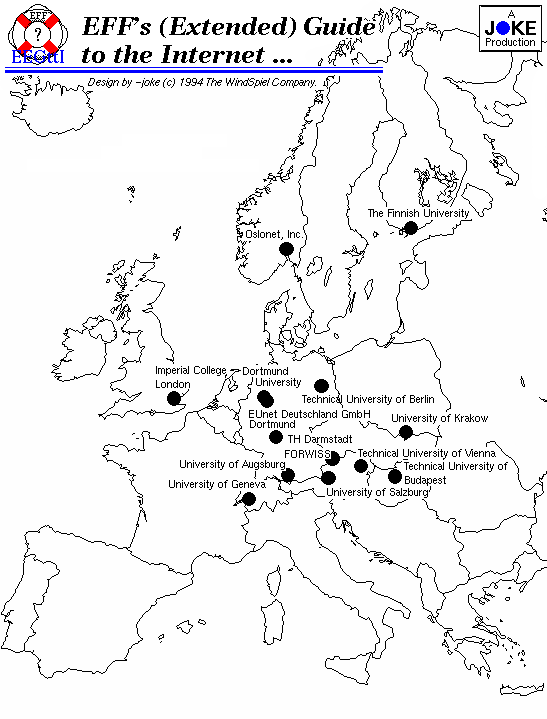 EFF
?
EEGttI
EFF's (Extended) Guide
to the Internet ...
A
JOKE
Production
Design by –joke (c) 1994 The WindSpiel Company.
The Finnish University
Oslonet, Inc.
Imperial College
London
Dortmund
University
Technical University of Berlin
EUnet Deutschland GmbH
Dortmund
University of Krakow
TH Darmstadt
FORWISS
Technical University of Vienna
University of Augsburg
Technical University of
Budapest
University of Geneva
University of Salzburg